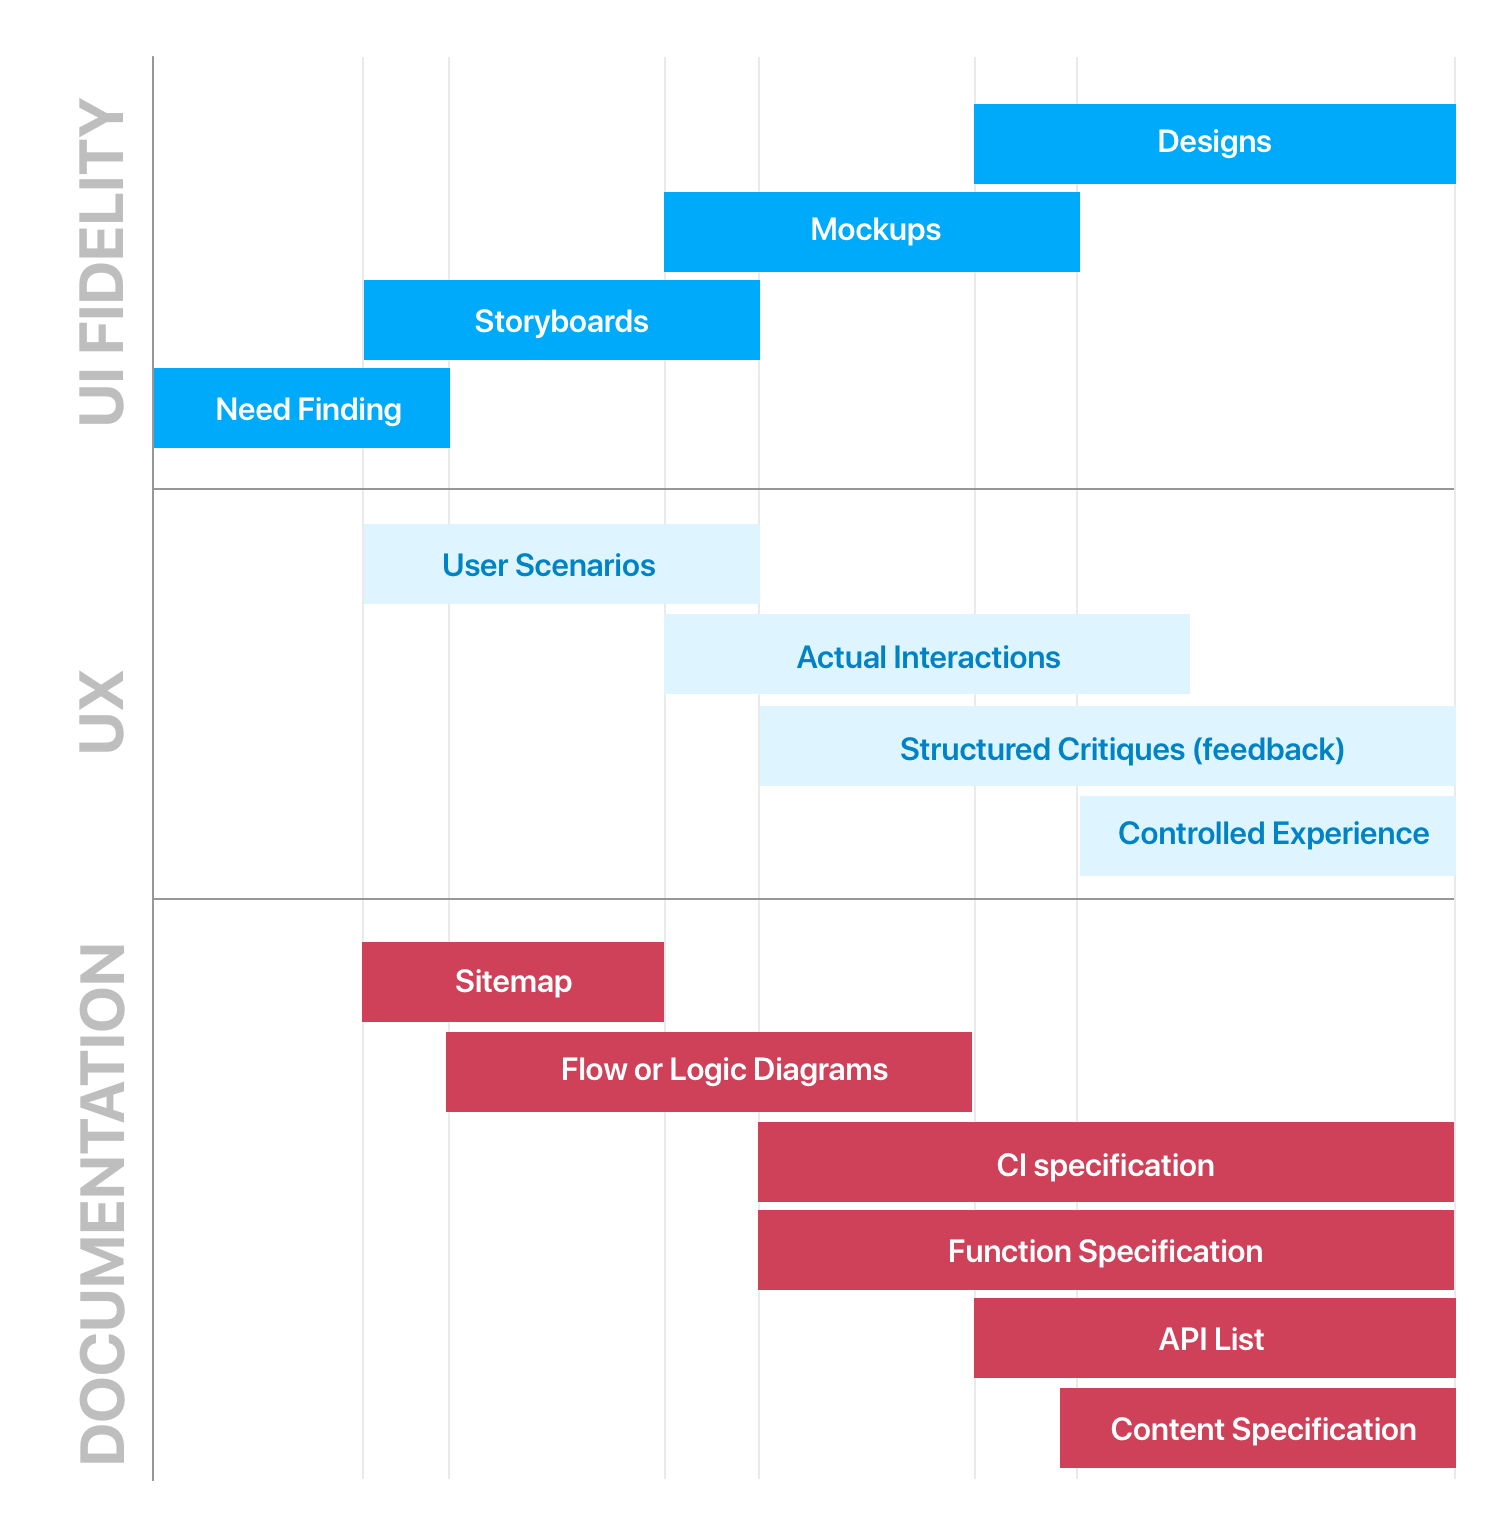 UI FIDELITY
Designs
Mockups
Storyboards
Need Finding
UX
User Scenarios
Actual Interactions
Structured Critiques (feedback)
Controlled Experience
DOCUMENTATION
Sitemap
Flow or Logic Diagrams
CI specification
Function Specification
API List
Content Specification